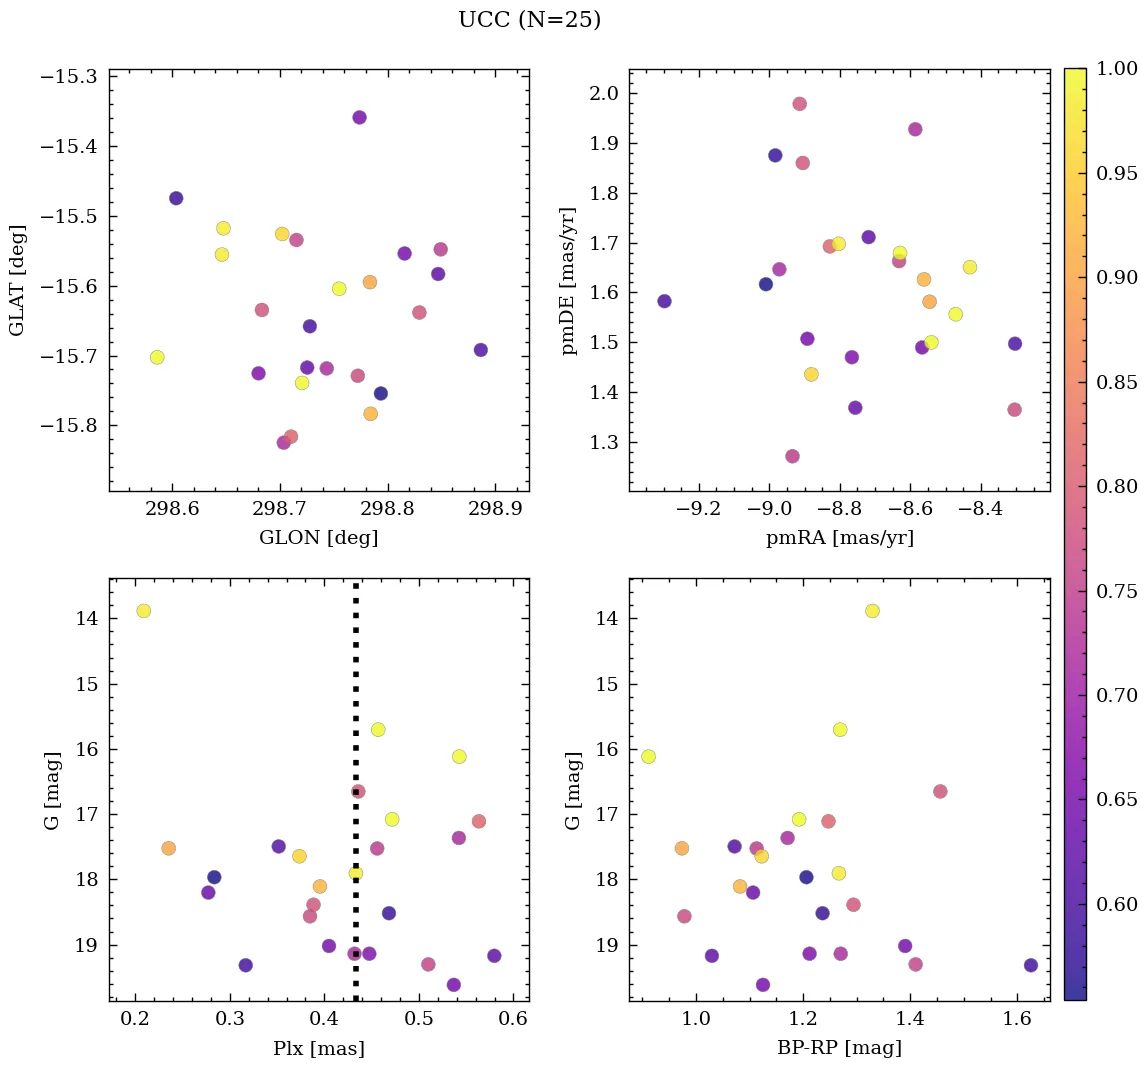 UCC (N=25)
−15.3
−15.4
−15.5
−15.6
−15.7
−15.8
GLAT [deg]
298.6 298.7 298.8 298.9
GLON [deg]
2.0
1.9
1.8
1.7
1.6
1.5
1.4
1.3
pmDE [mas/yr]
−9.2 −9.0 −8.8 −8.6 −8.4
pmRA [mas/yr]
14
15
16
17
18
19
G [mag]
0.2 0.3 0.4 0.5 0.6
Plx [mas]
14
15
16
17
18
19
G [mag]
1.0 1.2 1.4 1.6
BP-RP [mag]
1.00
0.95
0.90
0.85
0.80
0.75
0.70
0.65
0.60